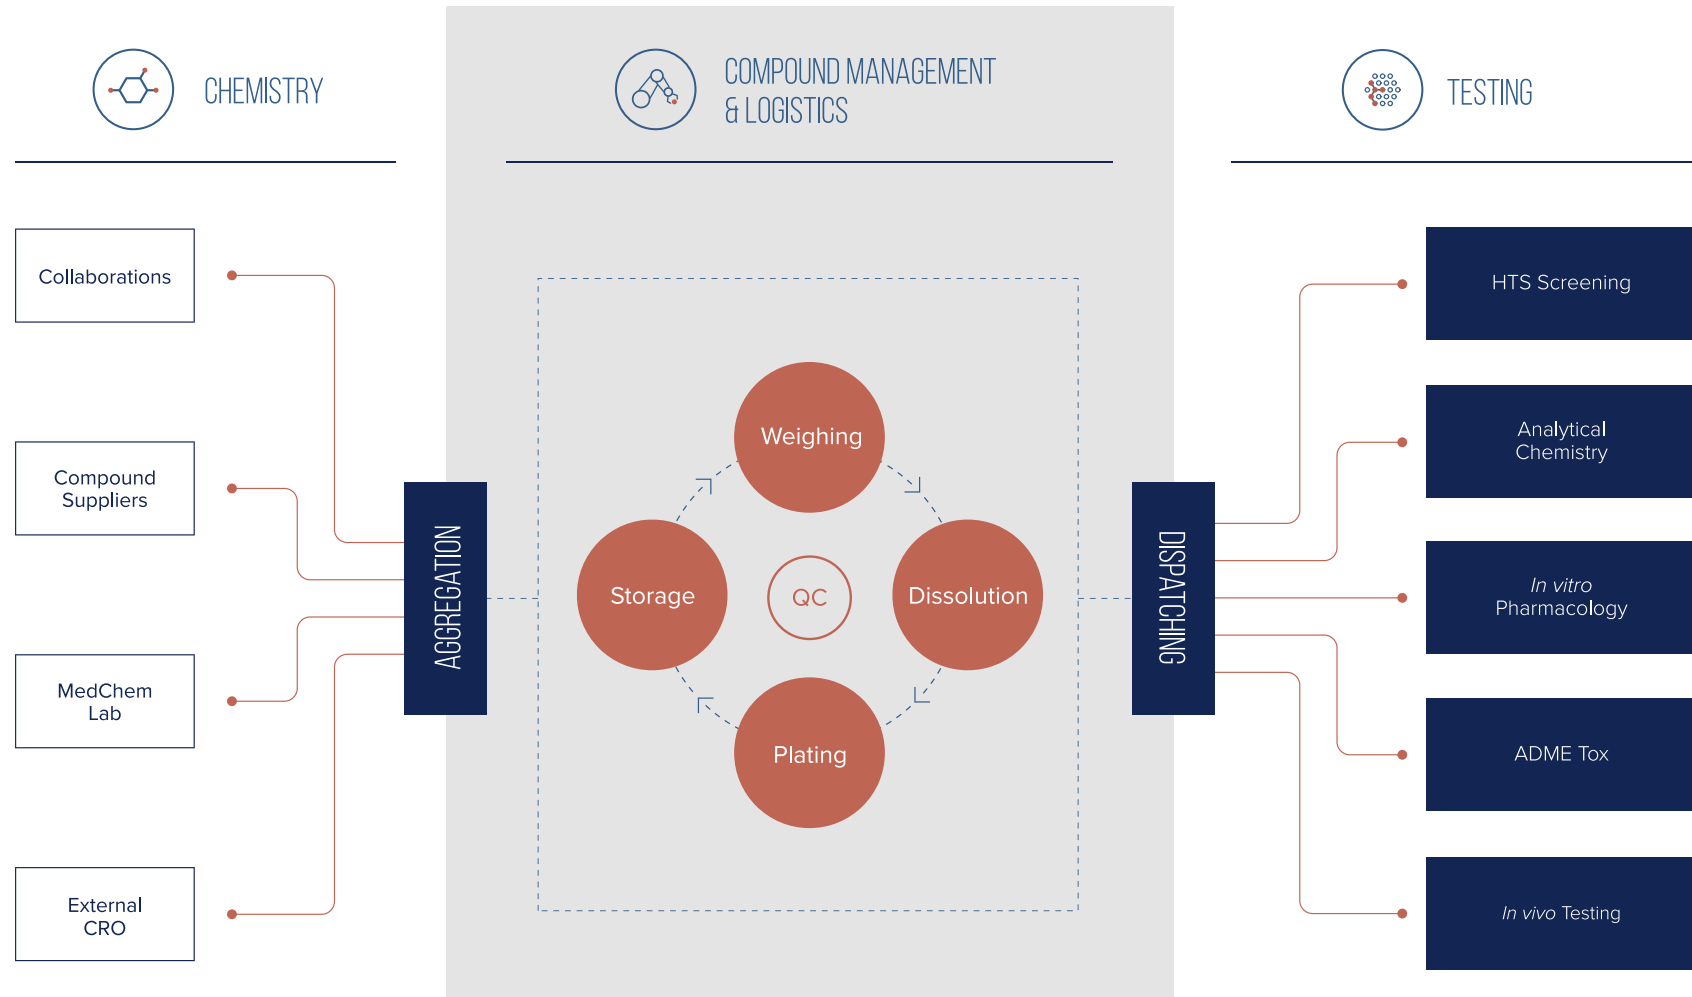 CHEMISTRY
COMPOUND MANAGEMENT
& LOGISTICS
TESTING
Collaborations
Compound
Suppliers
MedChem
Lab
External
CRO
AGGREGATION
Weighing
Storage
QC
Dissolution
Plating
DISPATCHING
HTS Screening
Analytical
Chemistry
In vitro
Pharmacology
ADME Tox
In vivo Testing